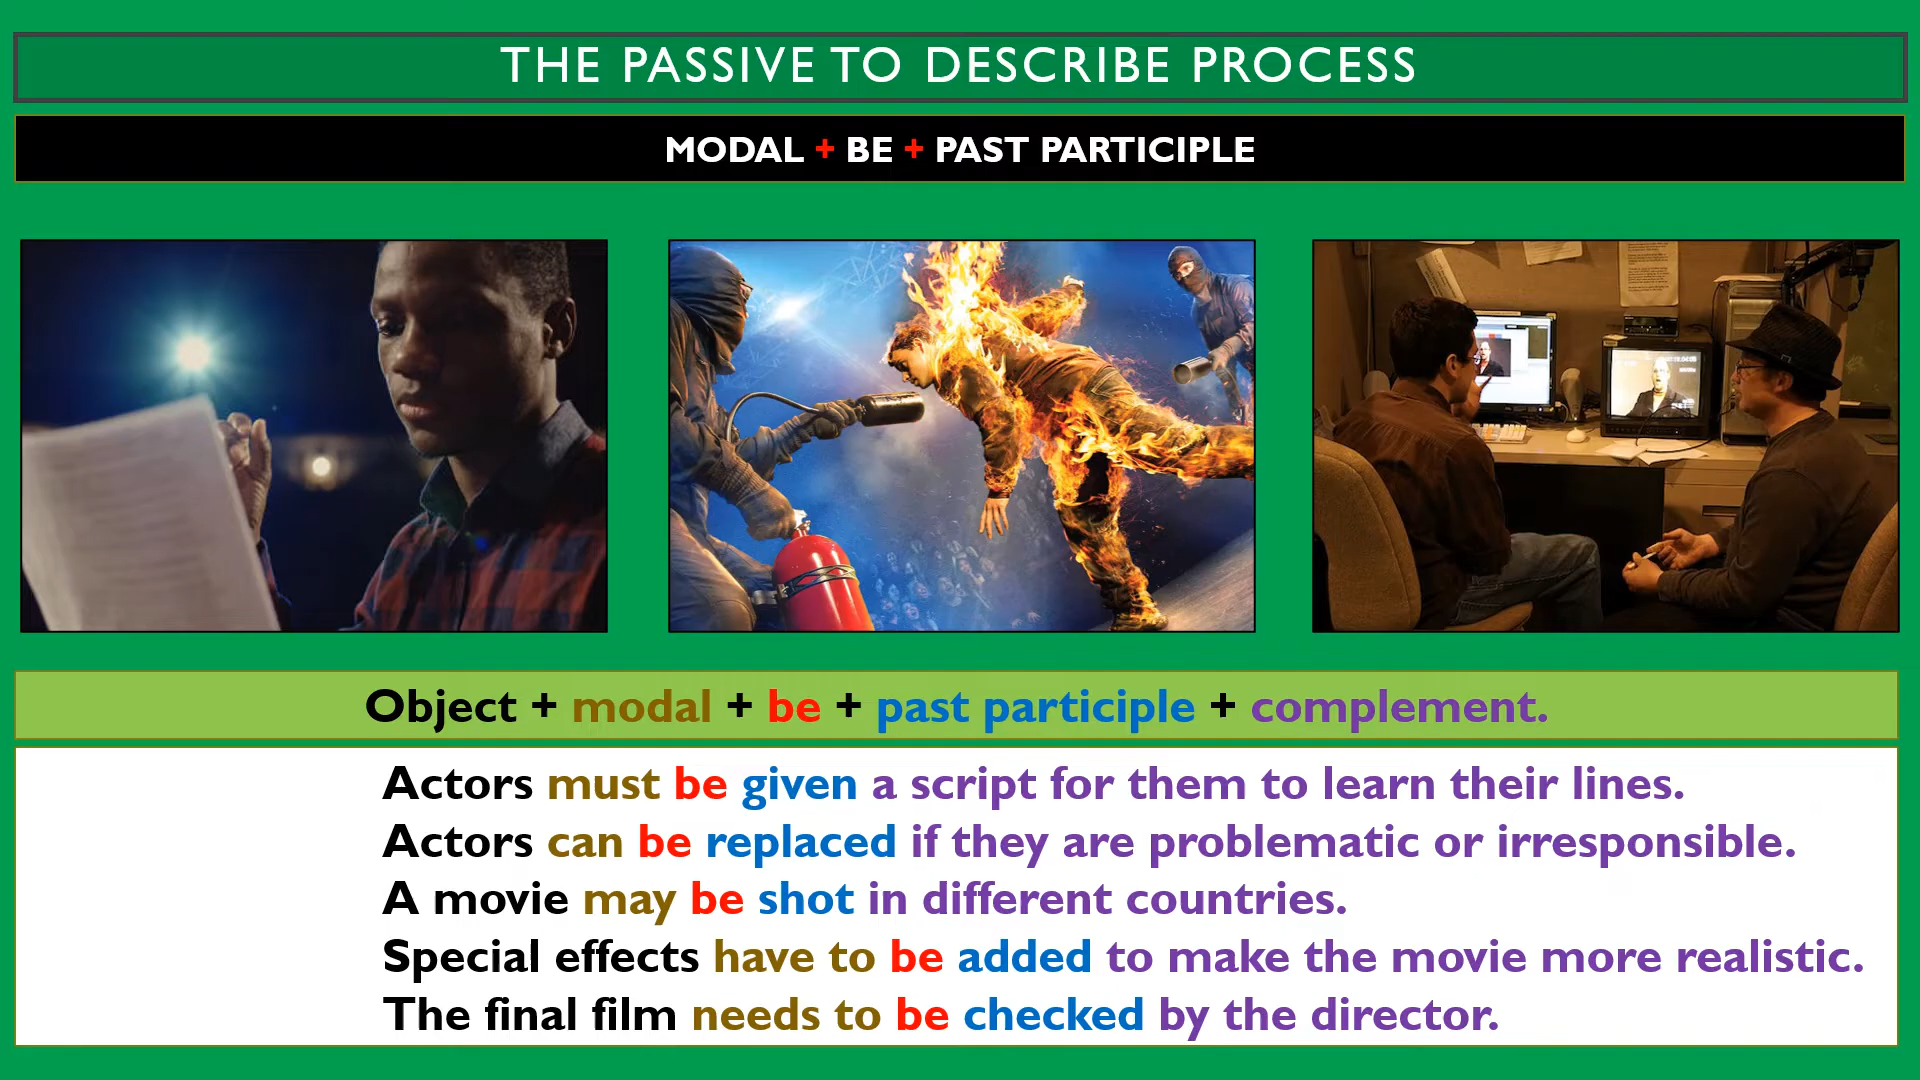 THE PASSIVE TO DESCRIBE PROCESS
MODAL + BE + PAST PARTICIPLE
Object + modal + be + past participle + complement.
Actors must be given a script for them to learn their lines.
Actors can be replaced if they are problematic or irresponsible.
A movie may be shot in different countries.
Special effects have to be added to make the movie more realistic.
The final film needs to be checked by the director.